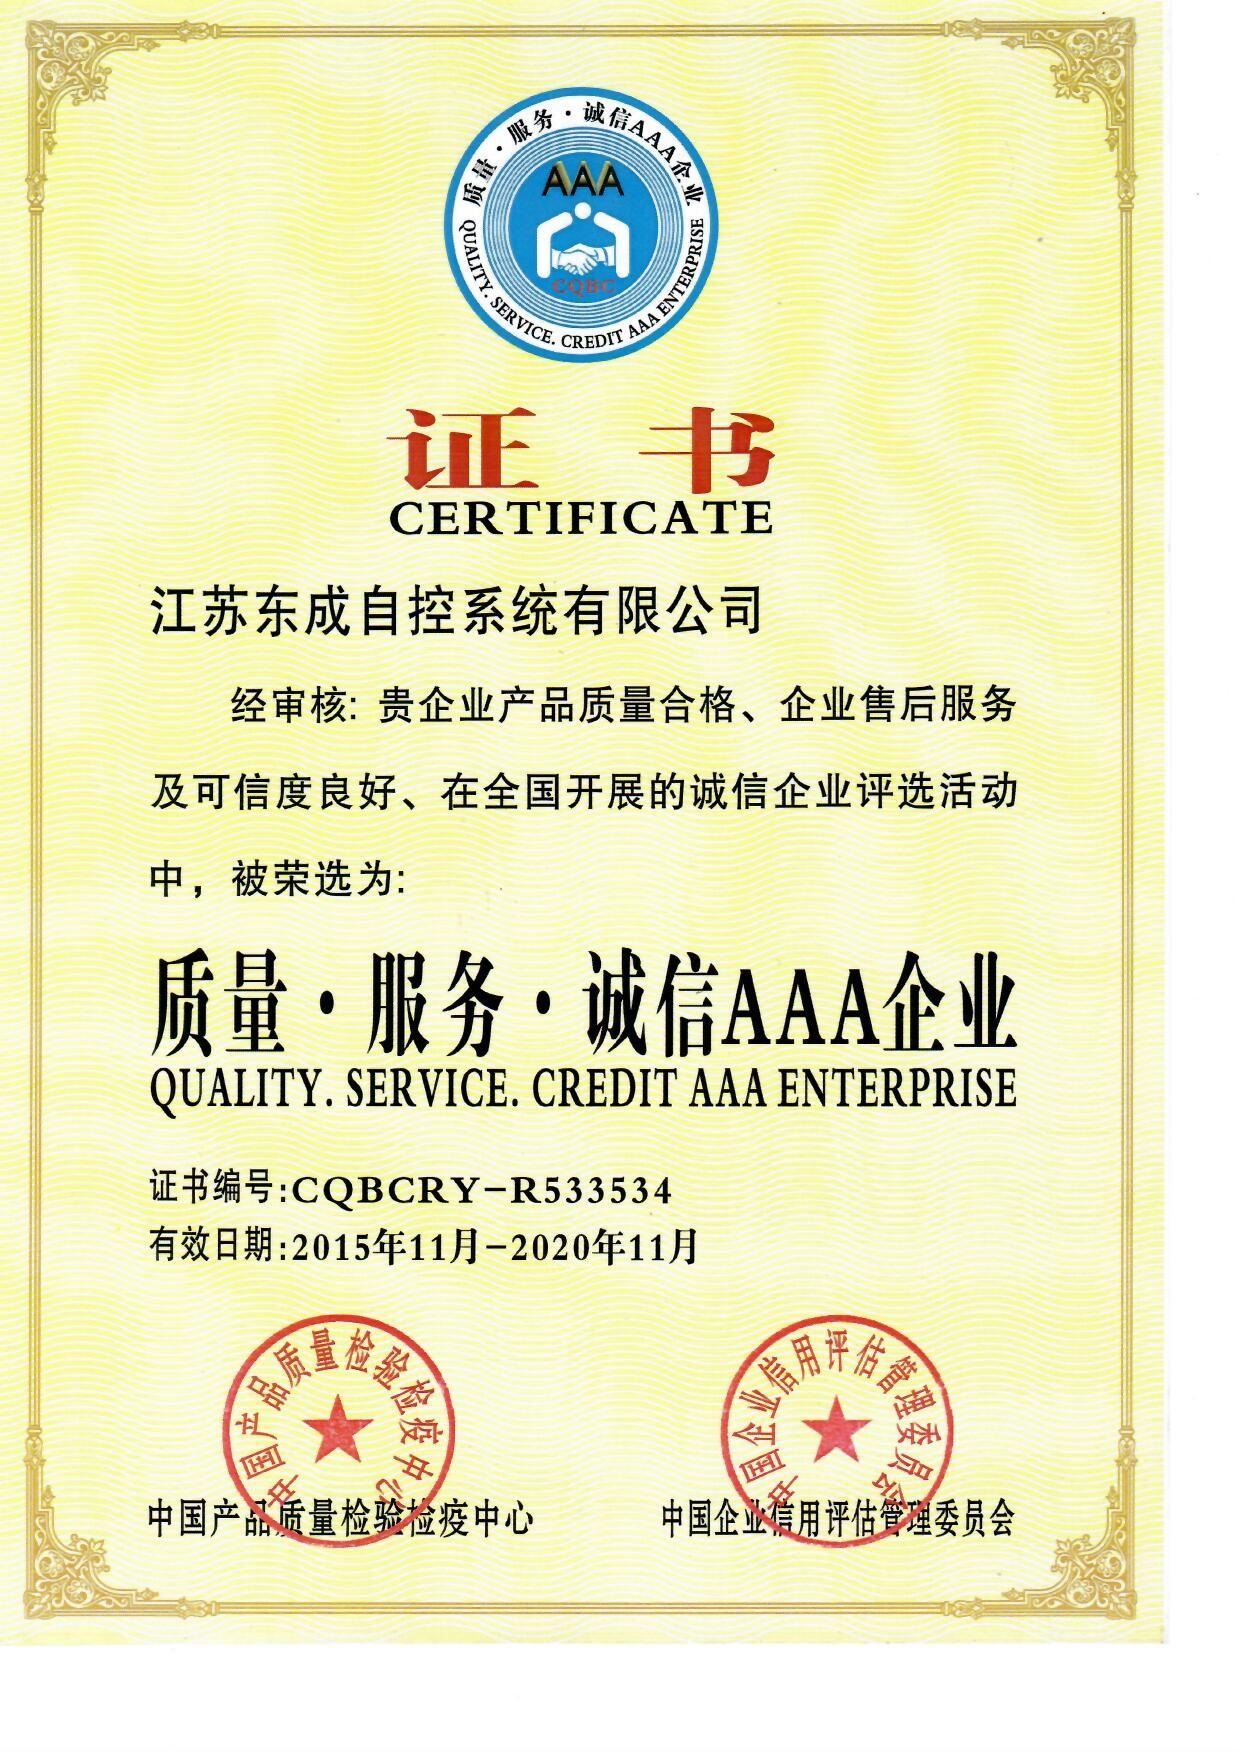 质量·服务·诚信AAA企业
AAA
CQBC
QUALITY. SERVICE. CREDIT AAA ENTERPRISE
证书
CERTIFICATE
江苏东成自控系统有限公司
经审核: 贵企业产品质量合格、企业售后服务
及可信度良好、在全国开展的诚信企业评选活动
中，被荣选为:
质量·服务·诚信AAA企业
QUALITY. SERVICE. CREDIT AAA ENTERPRISE
证书编号:CQBCRY-R533534
有效日期:2015年11月-2020年11月
中国产品质量检验检疫中心
中国企业信用评估管理委员会
中国产品质量检验检疫中心
中国企业信用评估管理委员会